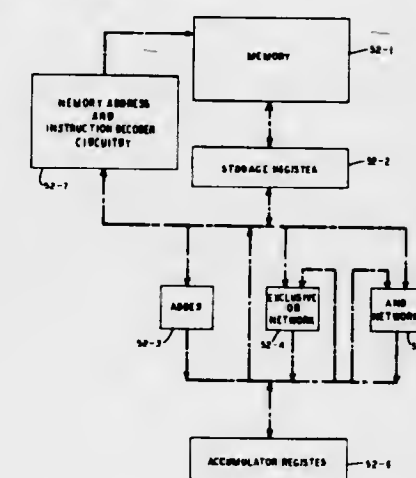 MEMORY
52-1
MEMORY ADDRESS
AND
INSTRUCTION DECODER
CIRCUITRY
52-7
STORAGE REGISTER
52-2
ADDER
52-3
EXCLUSIVE
OR
NETWORK
52-4
AND
NETWORK
ACCUMULATOR REGISTER
52-6